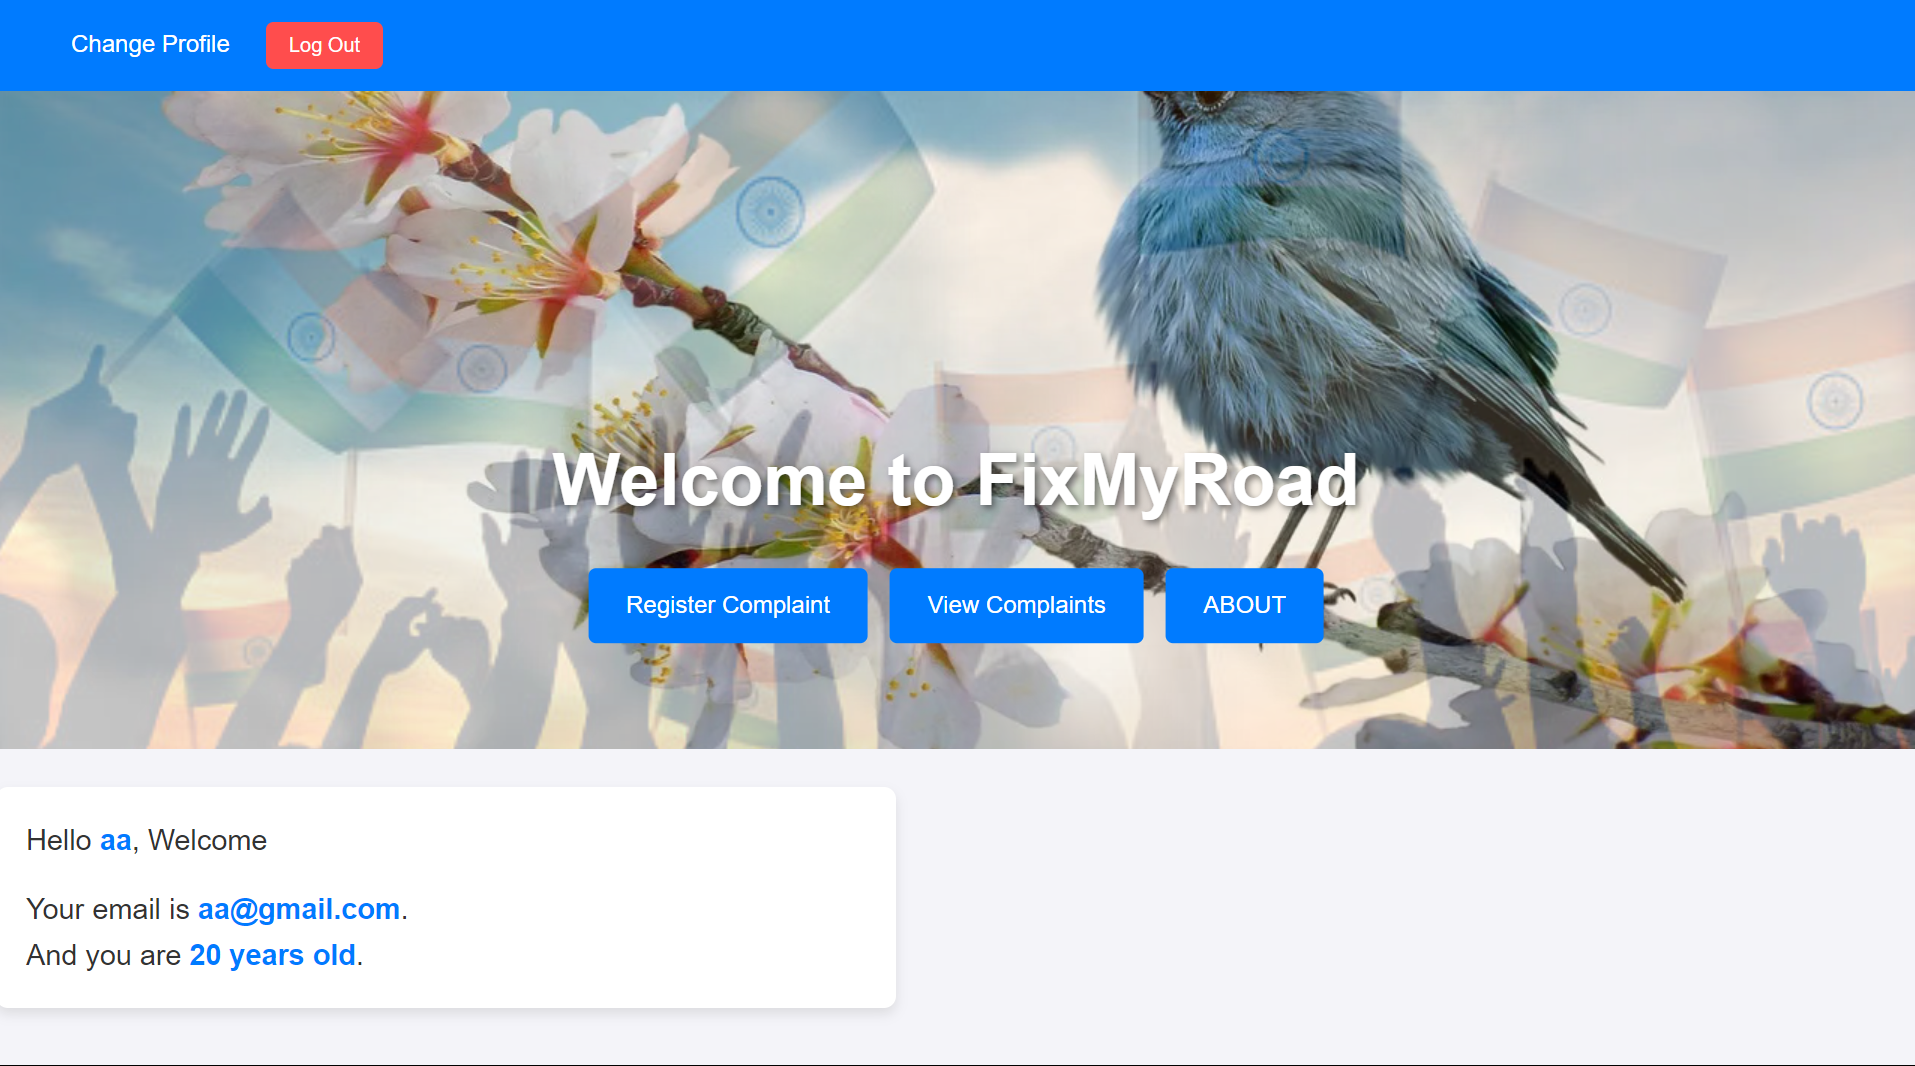 Change Profile
Log Out
Welcome to FixMyRoad
Register Complaint
View Complaints
ABOUT
Hello aa, Welcome
Your email is aa@gmail.com.
And you are 20 years old.